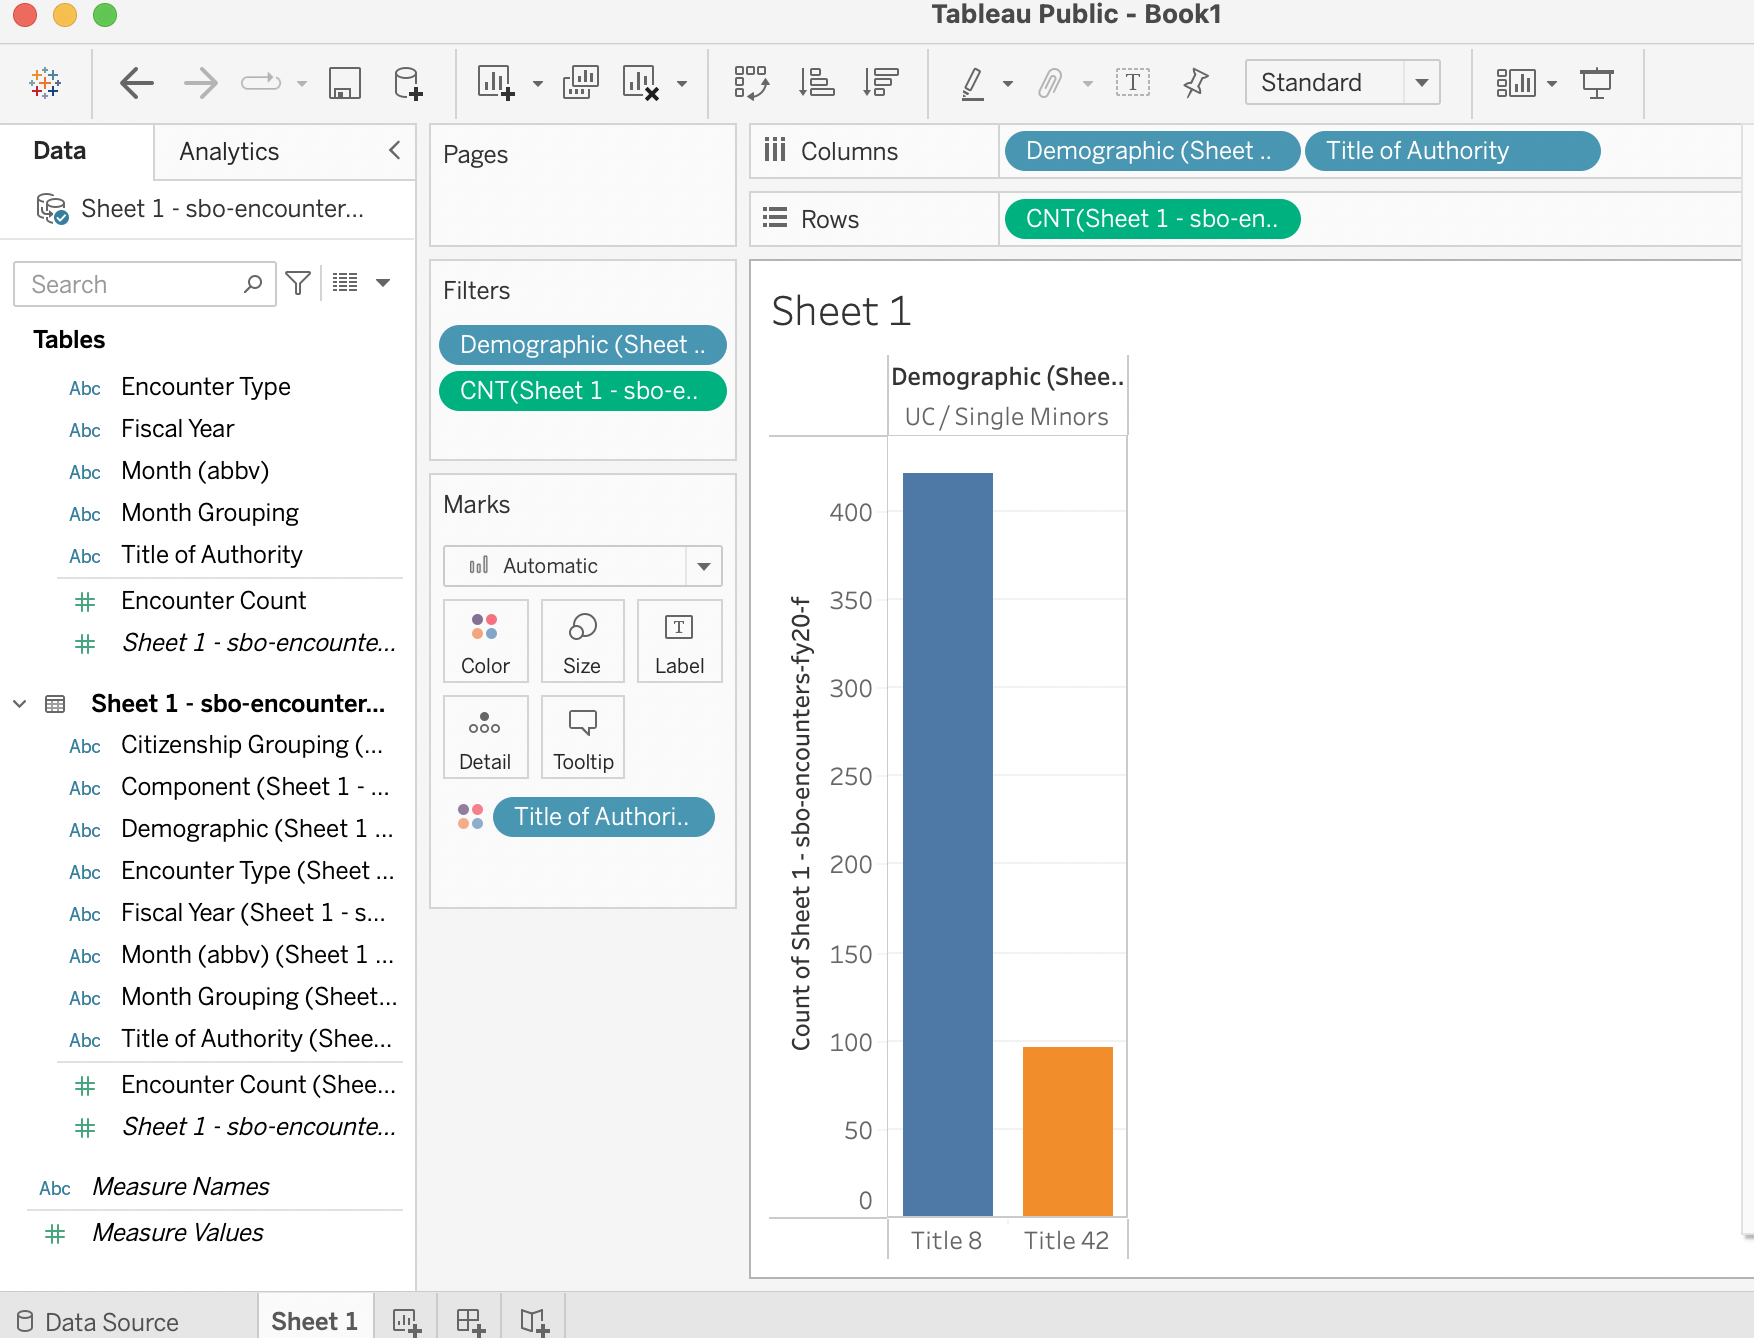 Tableau Public - Book1
Standard
Data
Analytics
Sheet 1 - sbo-encounter...
Search
Tables
Abc Encounter Type
Abc Fiscal Year
Abc Month (abbv)
Abc Month Grouping
Abc Title of Authority
Encounter Count
Sheet 1 - sbo-encounte...
Sheet 1 - sbo-encounter...
Abc Citizenship Grouping (...
Abc Component (Sheet 1 - ...
Abc Demographic (Sheet 1 ...
Abc Encounter Type (Sheet ...
Abc Fiscal Year (Sheet 1 - s...
Abc Month (abbv) (Sheet 1 ...
Abc Month Grouping (Sheet...
Abc Title of Authority (Shee...
Encounter Count (Shee...
Sheet 1 - sbo-encounte...
Abc Measure Names
Measure Values
Pages
Filters
Demographic (Sheet ..
CNT(Sheet 1 - sbo-e..
Marks
Automatic
Color
Size
Label
Detail
Tooltip
Title of Authori..
Columns
Demographic (Sheet ..
Title of Authority
Rows
CNT(Sheet 1 - sbo-en..
Sheet 1
Demographic (Shee..
UC / Single Minors
Count of Sheet 1 - sbo-encounters-fy20-f
400
350
300
250
200
150
100
50
0
Title 8
Title 42
Data Source
Sheet 1